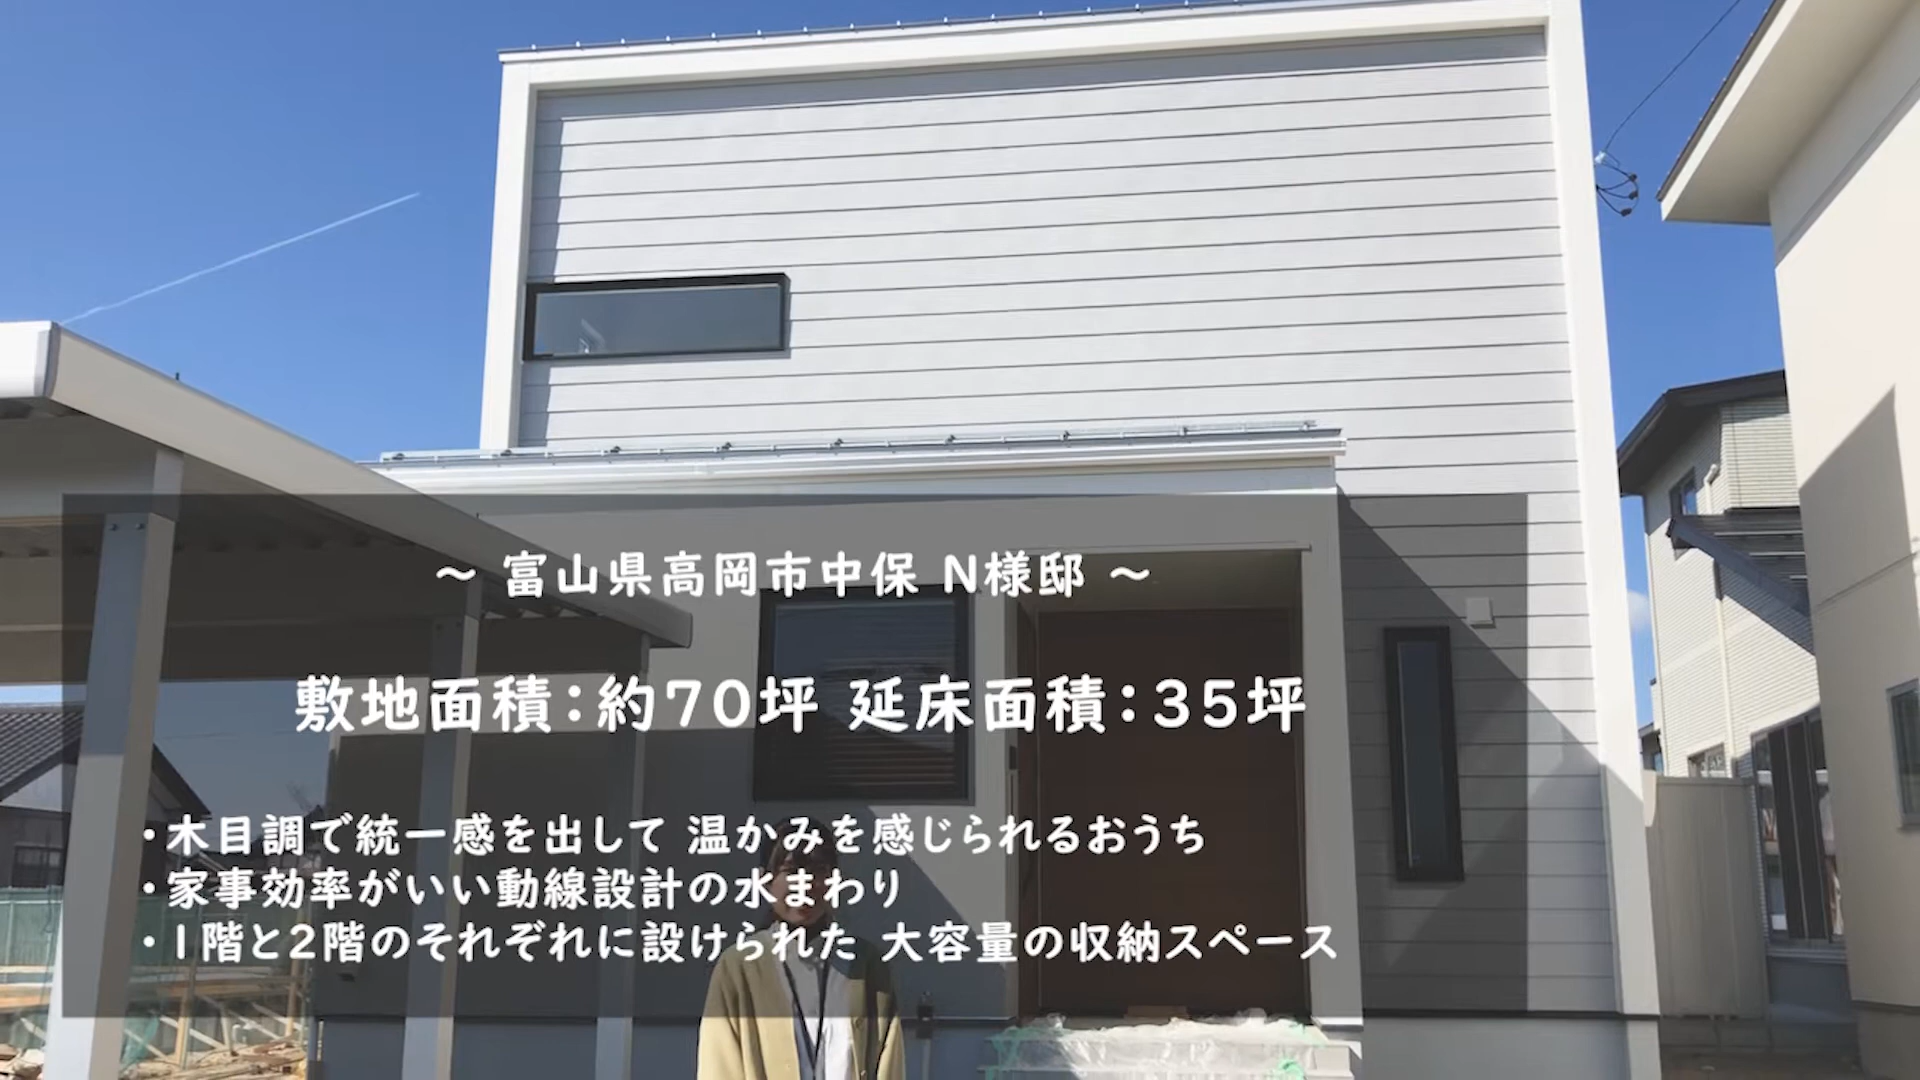 ～ 富山県高岡市中保 N様邸 ～
敷地面積：約70坪 延床面積：35坪
・木目調で統一感を出して 温かみを感じられるおうち
・家事効率がいい動線設計の水まわり
・1階と2階のそれぞれに設けられた 大容量の収納スペース